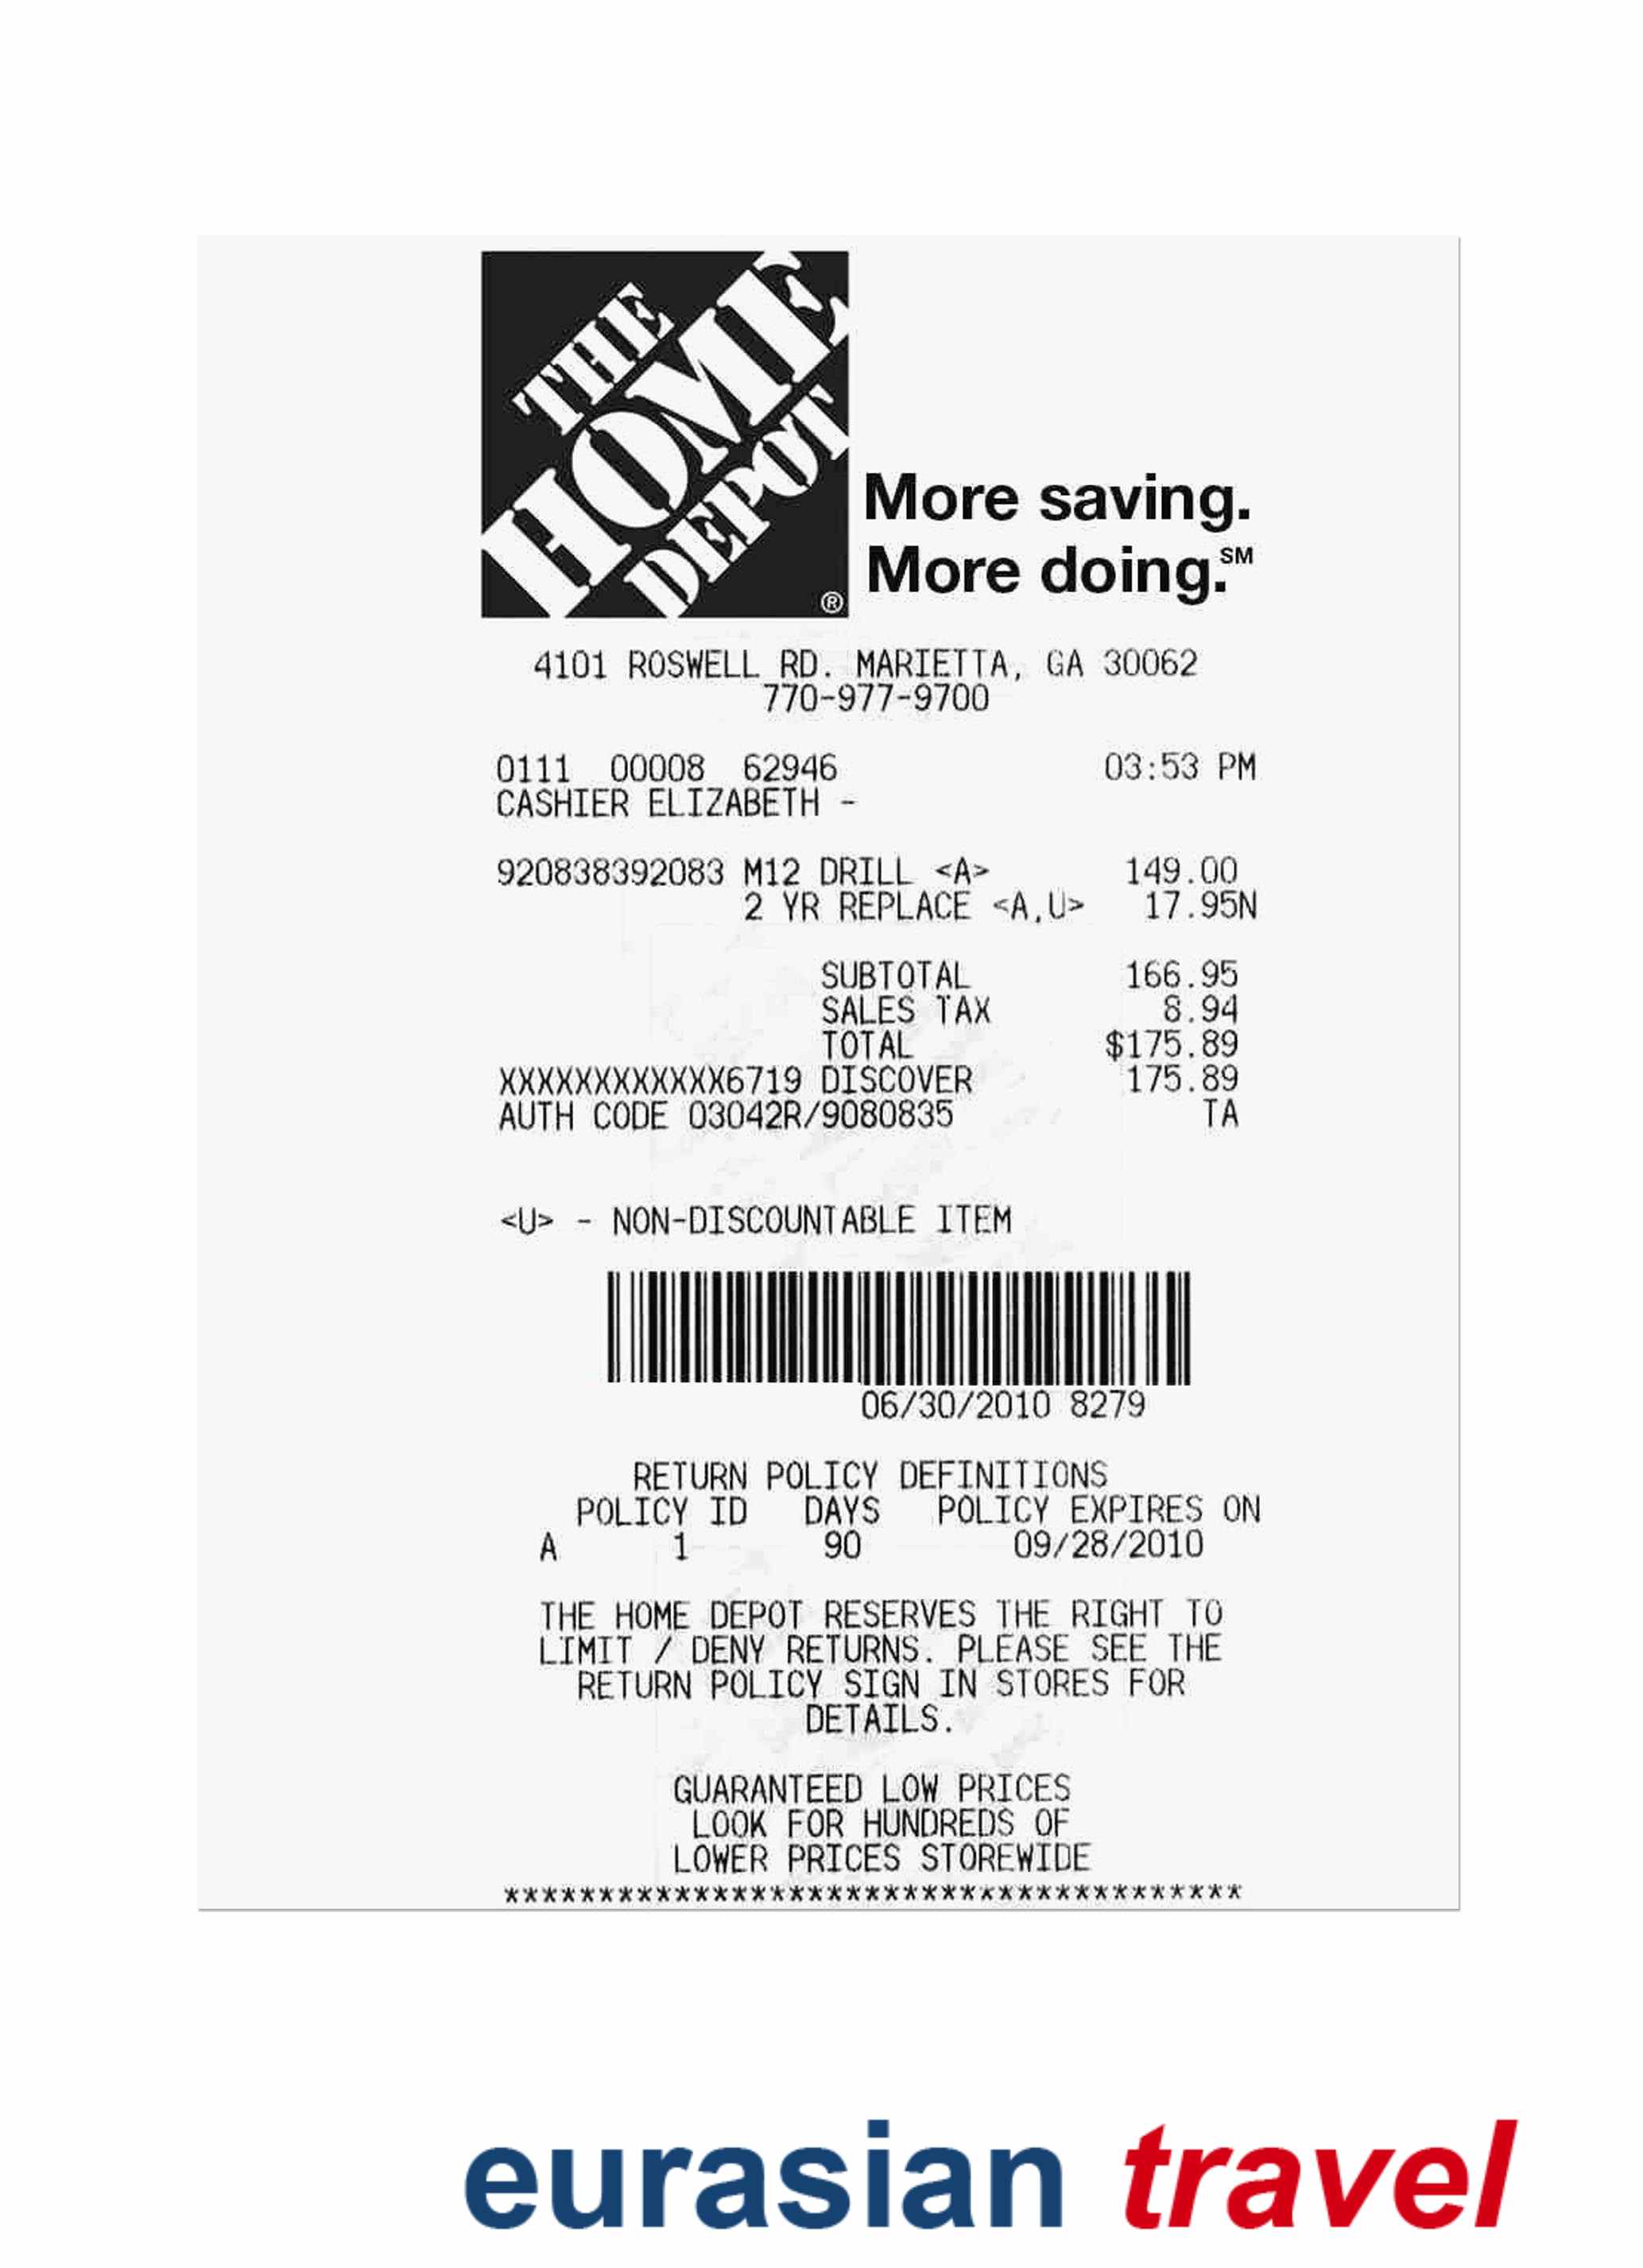 THE
HOME
DEPOT
®
More saving.
More doing.℠
4101 ROSWELL RD. MARIETTA, GA 30062
770-977-9700
0111 00008 62946 03:53 PM
CASHIER ELIZABETH -
920838392083 M12 DRILL <A> 149.00
2 YR REPLACE <A,U> 17.95N
SUBTOTAL 166.95
SALES TAX 8.94
TOTAL $175.89
XXXXXXXXXXXX6719 DISCOVER 175.89
AUTH CODE 03042R/9080835 TA
<U> - NON-DISCOUNTABLE ITEM
06/30/2010 8279
RETURN POLICY DEFINITIONS
POLICY ID DAYS POLICY EXPIRES ON
A 1 90 09/28/2010
THE HOME DEPOT RESERVES THE RIGHT TO
LIMIT / DENY RETURNS. PLEASE SEE THE
RETURN POLICY SIGN IN STORES FOR
DETAILS.
GUARANTEED LOW PRICES
LOOK FOR HUNDREDS OF
LOWER PRICES STOREWIDE
***************************************
eurasian travel